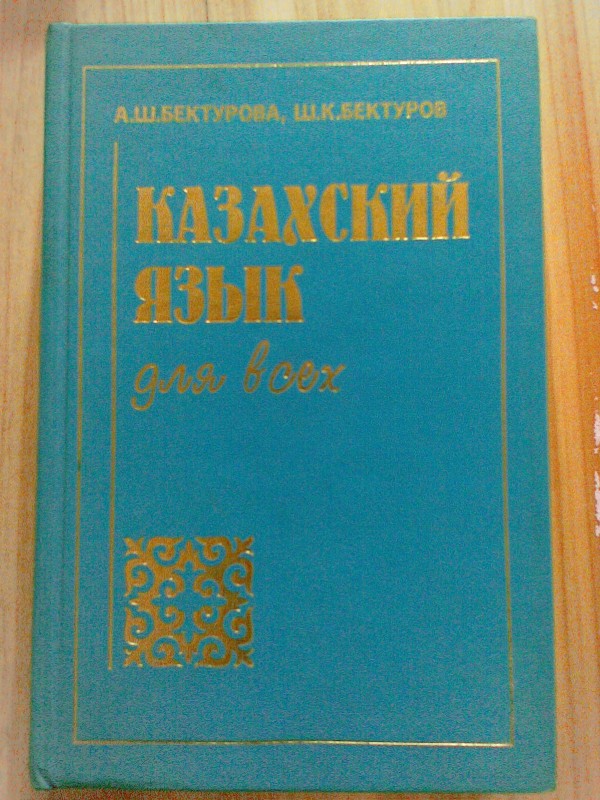 А.Ш.БЕКТУРОВА, Ш.К.БЕКТУРОВ
КАЗАХСКИЙ
ЯЗЫК
для всех